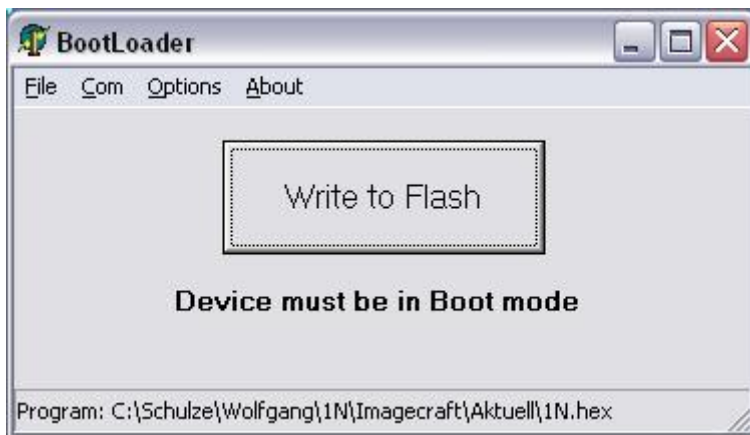 BootLoader
File Com Options About
Write to Flash
Device must be in Boot mode
Program: C:\Schulze\Wolfgang\1N\Imagecraft\Aktuell\1N.hex